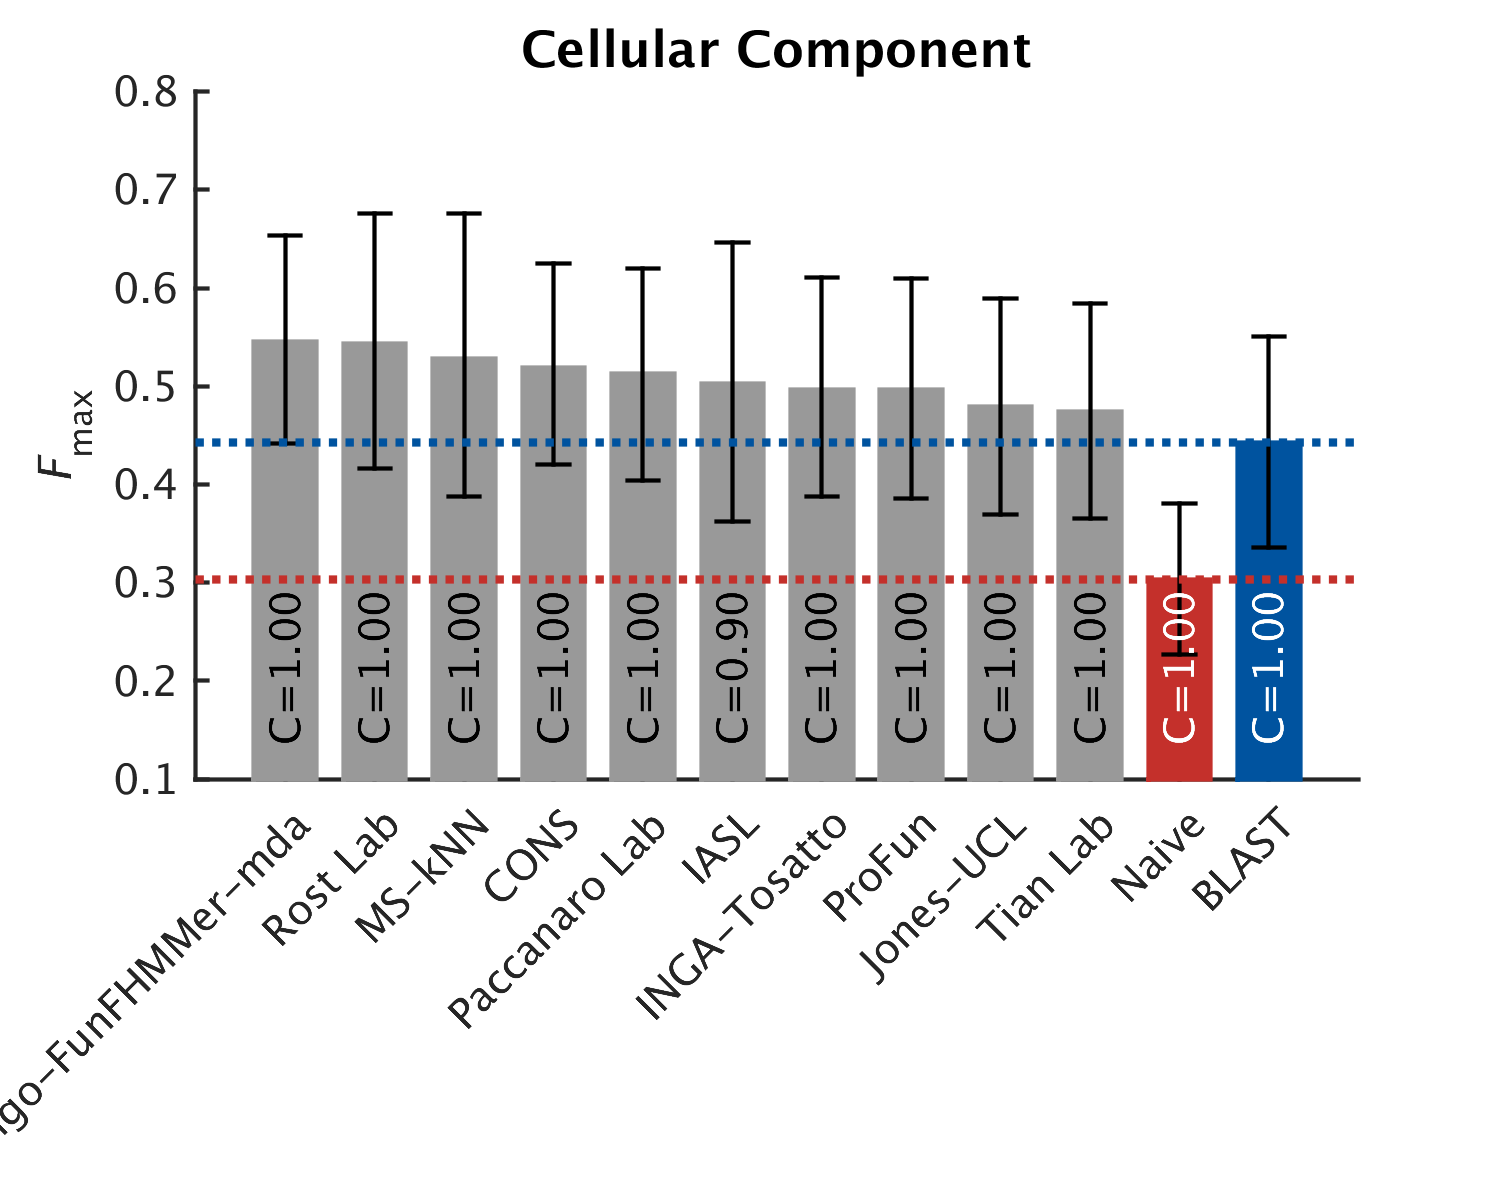 Cellular Component
0.8
0.7
0.6
0.5
0.4
0.3
0.2
0.1
Fmax
C=1.00
C=1.00
C=1.00
C=1.00
C=1.00
C=0.90
C=1.00
C=1.00
C=1.00
C=1.00
C=1.00
C=1.00
go-FunFHMMer-mda
Rost Lab
MS-kNN
CONS
Paccanaro Lab
IASL
INGA-Tosatto
ProFun
Jones-UCL
Tian Lab
Naive
BLAST